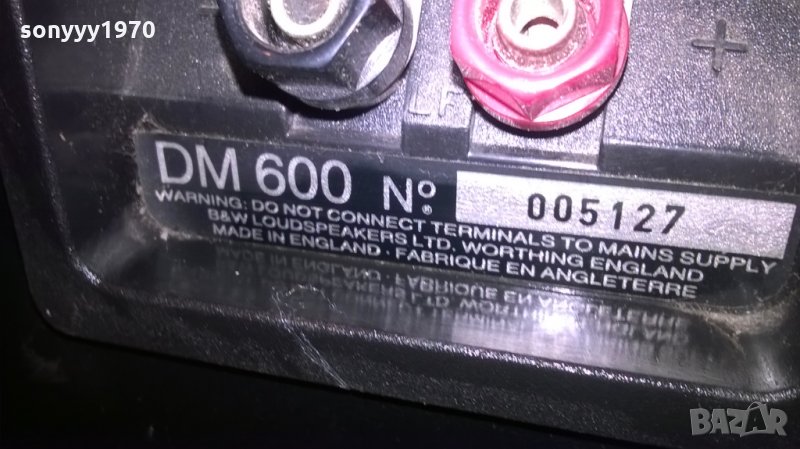 sonyyy1970
+
LF
DM 600 Nº. 005127
WARNING: DO NOT CONNECT TERMINALS TO MAINS SUPPLY
B&W LOUDSPEAKERS LTD. WORTHING ENGLAND
MADE IN ENGLAND · FABRIQUE EN ANGLETERRE
BAZAR